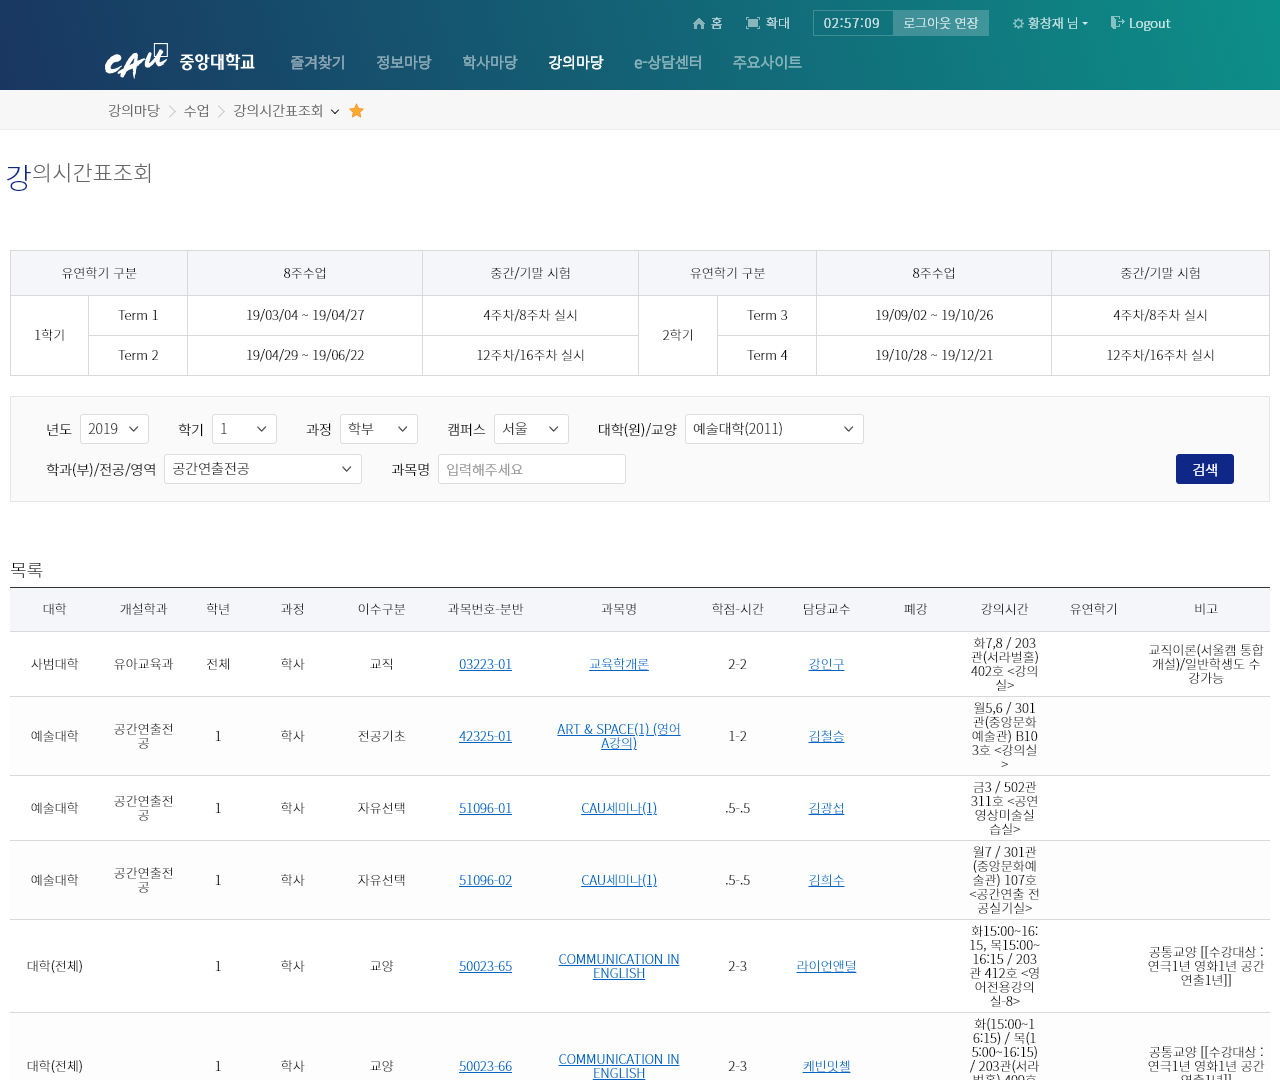 홈 확대 02:57:09 로그아웃 연장 황창재 님 Logout
CAU 중앙대학교 즐겨찾기 정보마당 학사마당 강의마당 e-상담센터 주요사이트
강의마당 수업 강의시간표조회
강의시간표조회
유연학기 구분 8주수업 중간/기말 시험 유연학기 구분 8주수업 중간/기말 시험
1학기 Term 1 19/03/04 ~ 19/04/27 4주차/8주차 실시 2학기 Term 3 19/09/02 ~ 19/10/26 4주차/8주차 실시
Term 2 19/04/29 ~ 19/06/22 12주차/16주차 실시 Term 4 19/10/28 ~ 19/12/21 12주차/16주차 실시
년도 2019 학기 1 과정 학부 캠퍼스 서울 대학(원)/교양 예술대학(2011)
학과(부)/전공/영역 공간연출전공 과목명 입력해주세요 검색
목록
대학 개설학과 학년 과정 이수구분 과목번호-분반 과목명 학점-시간 담당교수 폐강 강의시간 유연학기 비고
사범대학 유아교육과 전체 학사 교직 03223-01 교육학개론 2-2 강인구
화7,8 / 203
관(서라벌홀)
402호 <강의
실>
교직이론(서울캠 통합
개설)/일반학생도 수
강가능
예술대학
공간연출전
공
1 학사 전공기초 42325-01
ART & SPACE(1) (영어
A강의)
1-2 김철승
월5,6 / 301
관(중앙문화
예술관) B10
3호 <강의실
>
예술대학
공간연출전
공
1 학사 자유선택 51096-01 CAU세미나(1) .5-.5 김광섭
금3 / 502관
311호 <공연
영상미술실
습실>
예술대학
공간연출전
공
1 학사 자유선택 51096-02 CAU세미나(1) .5-.5 김희수
월7 / 301관
(중앙문화예
술관) 107호
<공간연출 전
공실기실>
대학(전체) 1 학사 교양 50023-65
COMMUNICATION IN
ENGLISH
2-3 라이언앤덜
화15:00~16:
15, 목15:00~
16:15 / 203
관 412호 <영
어전용강의
실-8>
공통교양 [[수강대상 :
연극1년 영화1년 공간
연출1년]]
대학(전체) 1 학사 교양 50023-66
COMMUNICATION IN
ENGLISH
2-3 케빈밋첼
화(15:00~1
6:15) / 목(1
5:00~16:15)
/ 203관(서라
벌홀) 409호
공통교양 [[수강대상 :
연극1년 영화1년 공간
연출1년]]